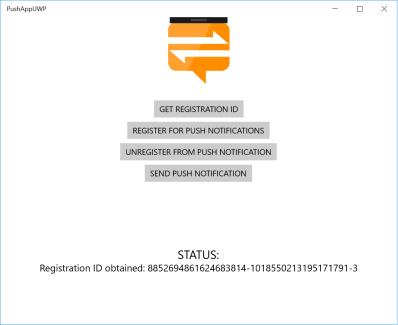 PushAppUWP
GET REGISTRATION ID
REGISTER FOR PUSH NOTIFICATIONS
UNREGISTER FROM PUSH NOTIFICATION
SEND PUSH NOTIFICATION
STATUS:
Registration ID obtained: 8852694861624683814-1018550213195171791-3